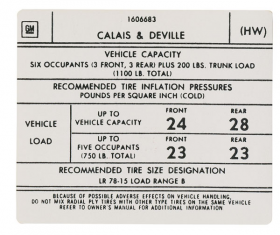 1606683
GM
CALAIS & DEVILLE (HW)
VEHICLE CAPACITY
SIX OCCUPANTS (3 FRONT, 3 REAR) PLUS 200 LBS. TRUNK LOAD
(1100 LB. TOTAL)
RECOMMENDED TIRE INFLATION PRESSURES
POUNDS PER SQUARE INCH (COLD)
VEHICLE
LOAD
UP TO
VEHICLE CAPACITY
FRONT
24
REAR
28
UP TO
FIVE OCCUPANTS
(750 LB. TOTAL)
FRONT
23
REAR
23
RECOMMENDED TIRE SIZE DESIGNATION
LR 78-15 LOAD RANGE B
BECAUSE OF POSSIBLE ADVERSE EFFECTS ON VEHICLE HANDLING,
DO NOT MIX RADIAL PLY TIRES WITH OTHER TYPE TIRES ON THE SAME VEHICLE
REFER TO OWNER'S MANUAL FOR ADDITIONAL INFORMATION